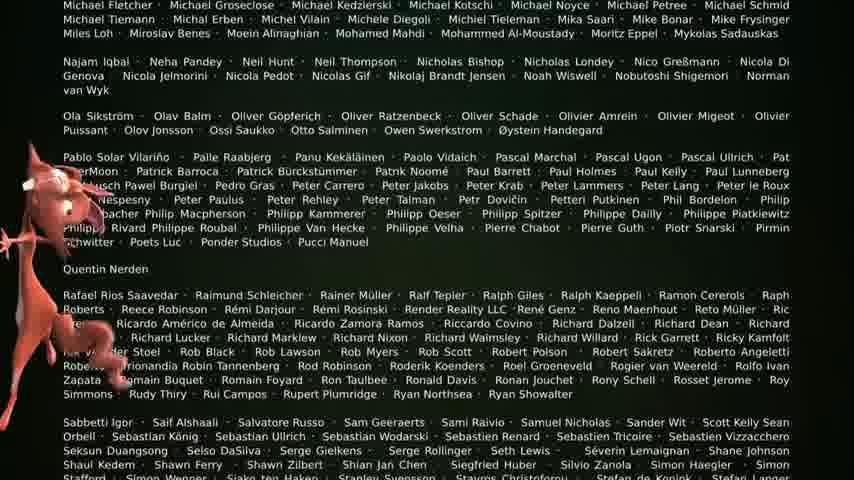 Michael Fletcher · Michael Groseclose · Michael Kedzierski · Michael Kotschi · Michael Noyce · Michael Petree · Michael Schmid
Michael Tiemann · Michal Erben · Michel Vilain · Michele Diegoli · Michiel Tieleman · Mika Saari · Mike Bonar · Mike Frysinger
Miles Loh · Miroslav Benes · Moein Alinaghian · Mohamed Mahdi · Mohammed Al-Moustady · Moritz Eppel · Mykolas Sadauskas
Najam Iqbal · Neha Pandey · Neil Hunt · Neil Thompson · Nicholas Bishop · Nicholas Londey · Nico Greßmann · Nicola Di
Genova · Nicola Jelmorini · Nicola Pedot · Nicolas Gif · Nikolaj Brandt Jensen · Noah Wiswell · Nobutoshi Shigemori · Norman
van Wyk
Ola Sikström · Olav Balm · Oliver Göpferich · Oliver Ratzenbeck · Oliver Schade · Olivier Amrein · Olivier Migeot · Olivier
Puissant · Olov Jonsson · Ossi Saukko · Otto Salminen · Owen Swerkstrom · Øystein Handegard
Pablo Solar Vilariño · Palle Raabjerg · Panu Kekäläinen · Paolo Vidaich · Pascal Marchal · Pascal Ugon · Pascal Ullrich · Pat
Patrick Barroca · Patrick Bürckstümmer · Patrik Noomé · Paul Barrett · Paul Holmes · Paul Kelly · Paul Lunneberg
Pawel Burgiel · Pedro Gras · Peter Carrero · Peter Jakobs · Peter Krab · Peter Lammers · Peter Lang · Peter le Roux
Nespesny · Peter Paulus · Peter Rehley · Peter Talman · Petr Dovičin · Petteri Putkinen · Phil Bordelon · Philip
Philip Macpherson · Philipp Kammerer · Philipp Oeser · Philipp Spitzer · Philippe Dailly · Philippe Piatkiewitz
Philippe Rivard Philippe Roubal · Philippe Van Hecke · Philippe Velha · Pierre Chabot · Pierre Guth · Piotr Snarski · Pirmin
Poets Luc · Ponder Studios · Pucci Manuel
Quentin Nerden
Rafael Rios Saavedar · Raimund Schleicher · Rainer Müller · Ralf Tepier · Ralph Giles · Ralph Kaeppeli · Ramon Cererols · Raph
Roberts · Reece Robinson · Rémi Darjour · Rémi Rosinski · Render Reality LLC · René Genz · Reno Maenhout · Reto Müller · Ric
Ricardo Américo de Almeida · Ricardo Zamora Ramos · Riccardo Covino · Richard Dalzell · Richard Dean · Richard
Richard Lucker · Richard Marklew · Richard Nixon · Richard Walmsley · Richard Willard · Rick Garrett · Ricky Kamfolt
Stoel · Rob Black · Rob Lawson · Rob Myers · Rob Scott · Robert Polson · Robert Sakretz · Roberto Angeletti
Robin Tannenberg · Rod Robinson · Roderik Koenders · Roel Groeneveld · Rogier van Weereld · Rolfo Ivan
Zapata · Romain Buquet · Romain Foyard · Ron Taulbee · Ronald Davis · Ronan Jouchet · Rony Schell · Rosset Jerome · Roy
Simmons · Rudy Thiry · Rui Campos · Rupert Plumridge · Ryan Northsea · Ryan Showalter
Sabbetti Igor · Saif Alshaali · Salvatore Russo · Sam Geeraerts · Sami Raivio · Samuel Nicholas · Sander Wit · Scott Kelly Sean
Orbell · Sebastian König · Sebastian Ullrich · Sebastian Wodarski · Sebastien Renard · Sebastien Tricoire · Sebastien Vizzacchero
Seksun Duangsong · Selso DaSilva · Serge Gielkens · Serge Rollinger · Seth Lewis · Séverin Lemaignan · Shane Johnson
Shaul Kedem · Shawn Ferry · Shawn Zilbert · Shian Jan Chen · Siegfried Huber · Silvio Zanola · Simon Haegler · Simon
Stafford · Simon Wenner · Sjako ten Haken · Stanley Svensson · Stavros Christoforou · Stefan de Konink · Stefan Langer